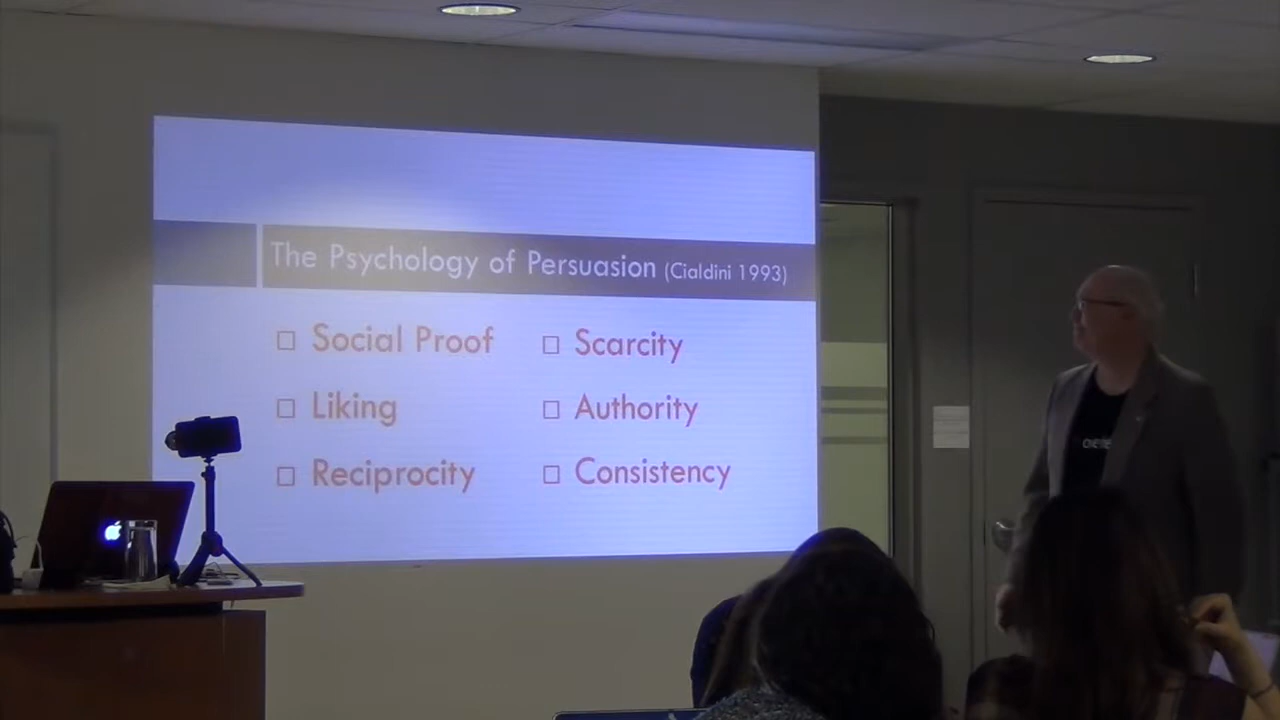 The Psychology of Persuasion (Cialdini 1993)
Social Proof
Liking
Reciprocity
Scarcity
Authority
Consistency